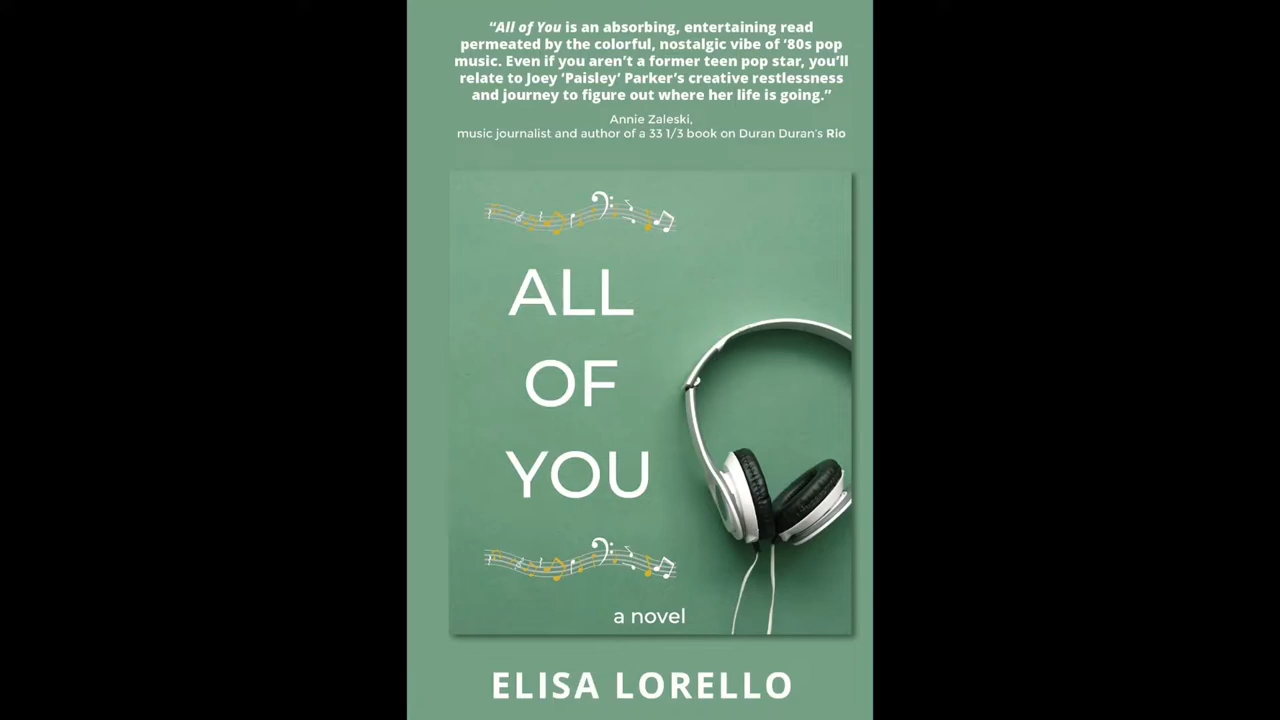 “All of You is an absorbing, entertaining read
permeated by the colorful, nostalgic vibe of ‘80s pop
music. Even if you aren’t a former teen pop star, you’ll
relate to Joey ‘Paisley’ Parker’s creative restlessness
and journey to figure out where her life is going.”
Annie Zaleski,
music journalist and author of a 33 1/3 book on Duran Duran’s Rio
ALL
OF
YOU
a novel
ELISA LORELLO